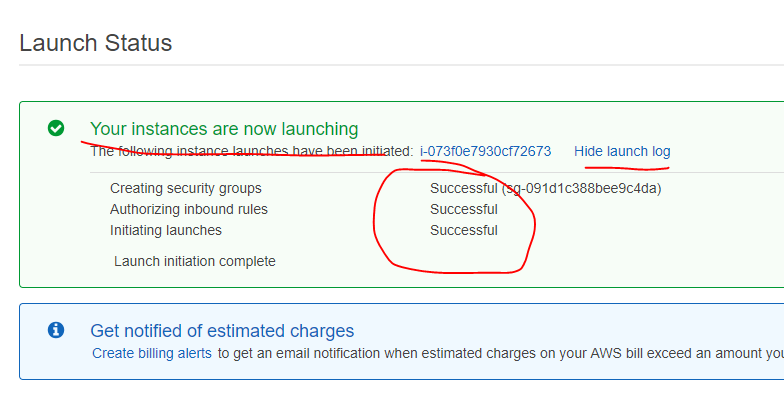 Launch Status
Your instances are now launching
The following instance launches have been initiated: i-073f0e7930cf72673 Hide launch log
Creating security groups Successful (sg-091d1c388bee9c4da)
Authorizing inbound rules Successful
Initiating launches Successful
Launch initiation complete
Get notified of estimated charges
Create billing alerts to get an email notification when estimated charges on your AWS bill exceed an amount you